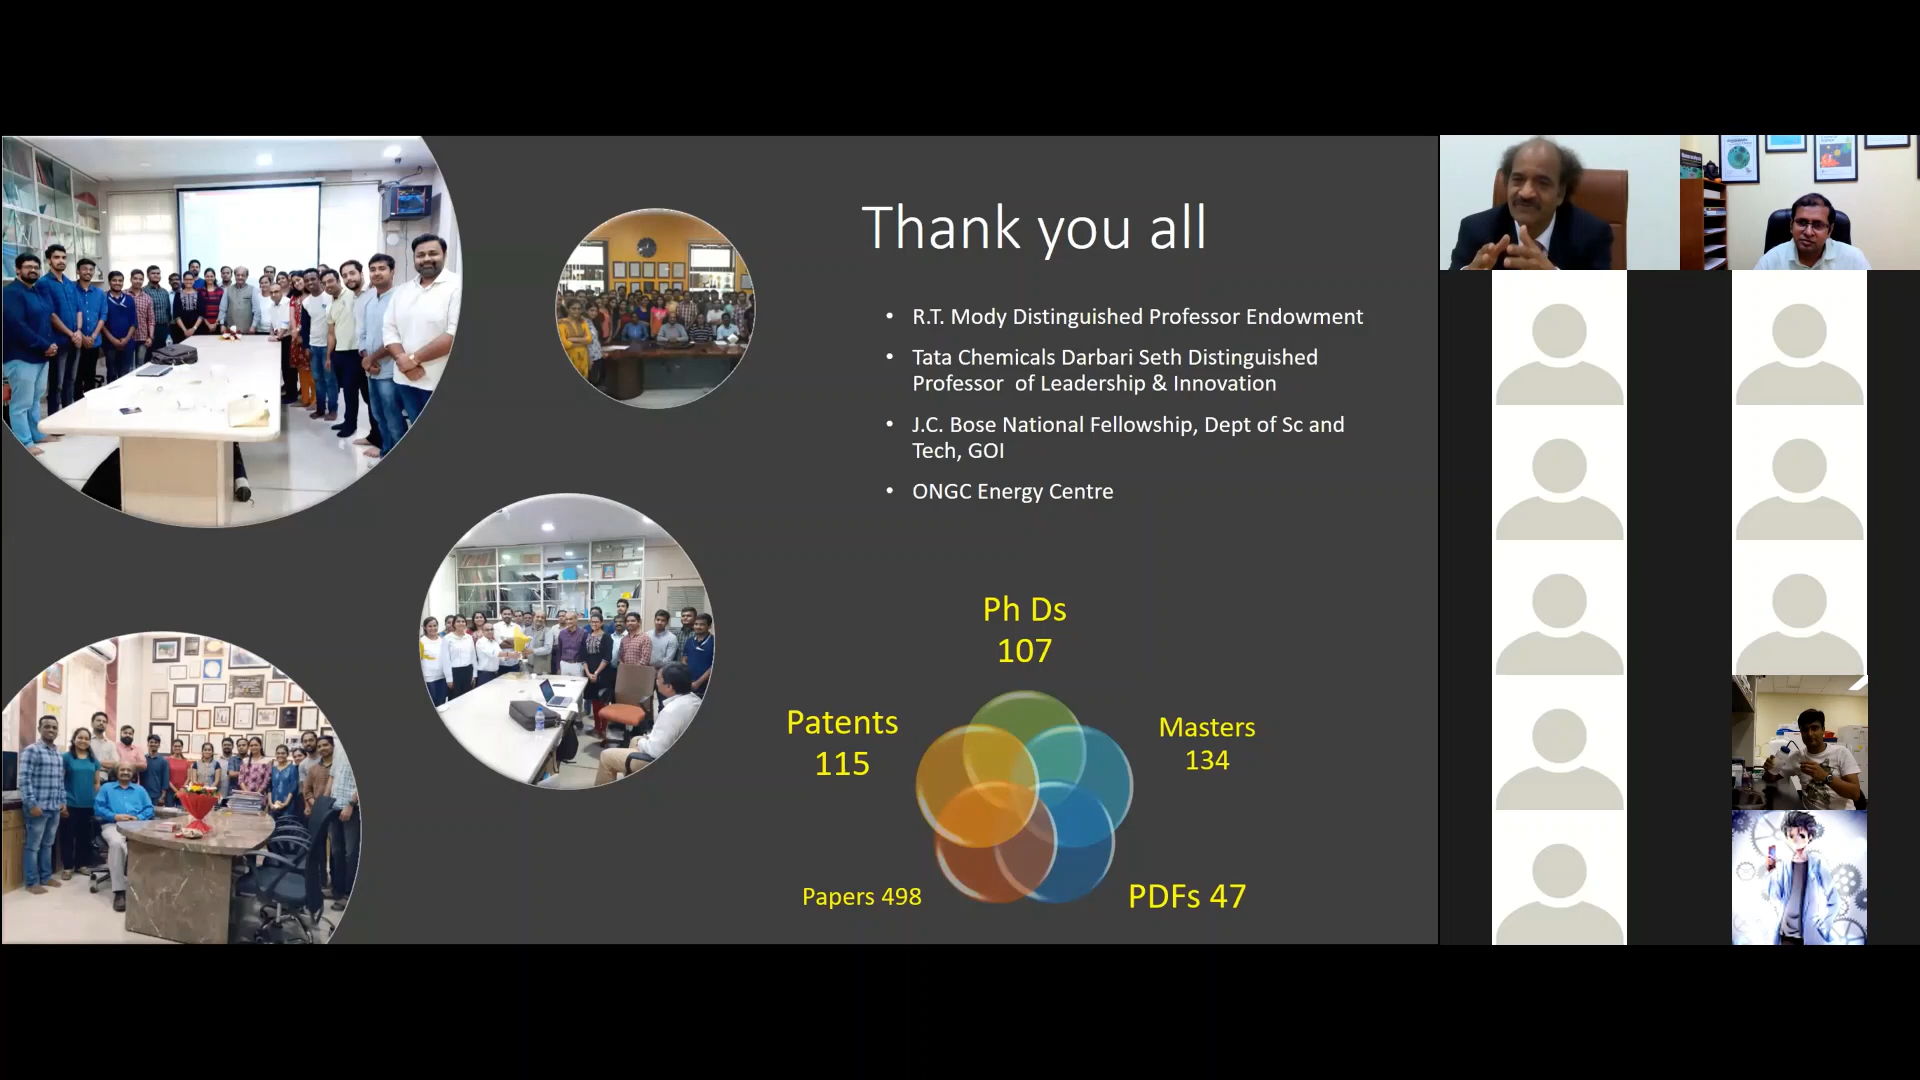 Thank you all
• R.T. Mody Distinguished Professor Endowment
• Tata Chemicals Darbari Seth Distinguished
Professor of Leadership & Innovation
• J.C. Bose National Fellowship, Dept of Sc and
Tech, GOI
• ONGC Energy Centre
Ph Ds
107
Patents
115
Masters
134
Papers 498
PDFs 47